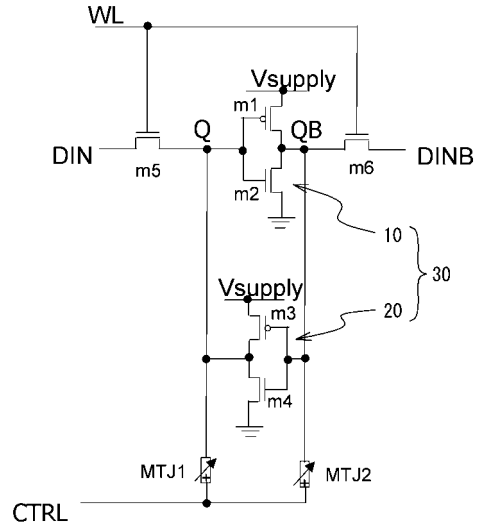 WL
Vsupply
m1
Q
QB
DIN
m5
m6
DINB
m2
10
30
Vsupply
20
m3
m4
MTJ1
MTJ2
CTRL